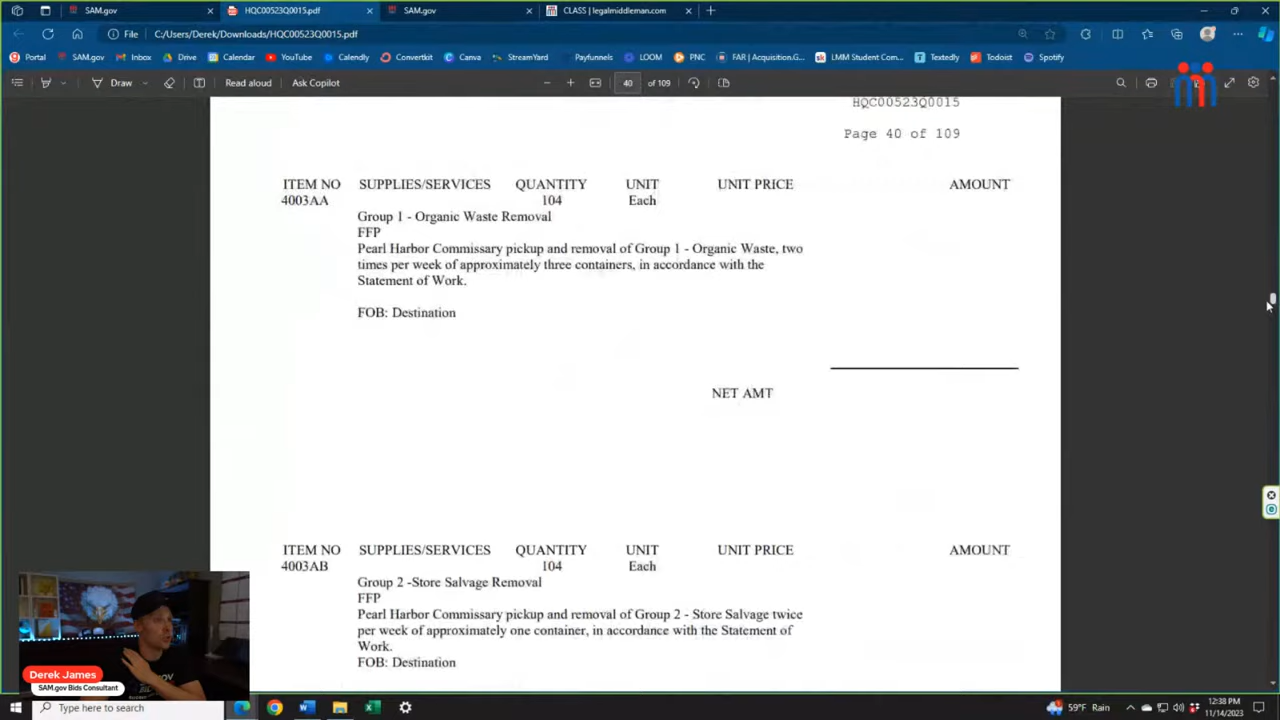 SAM.gov
HQC00523Q0015.pdf
SAM.gov
CLASS | legalmiddleman.com
File
C:/Users/Derek/Downloads/HQC00523Q0015.pdf
Portal
SAM.gov
Inbox
Drive
Calendar
YouTube
Calendly
Convertkit
Canva
StreamYard
Payfunnels
LOOM
PNC
FAR | Acquisition.G...
LMM Student Com...
Textedly
Todoist
Spotify
Draw
Read aloud
Ask Copilot
40 of 109
HQC00523Q0015
Page 40 of 109
ITEM NO SUPPLIES/SERVICES QUANTITY UNIT UNIT PRICE AMOUNT
4003AA 104 Each
Group 1 - Organic Waste Removal
FFP
Pearl Harbor Commissary pickup and removal of Group 1 - Organic Waste, two
times per week of approximately three containers, in accordance with the
Statement of Work.
FOB: Destination
NET AMT
ITEM NO SUPPLIES/SERVICES QUANTITY UNIT UNIT PRICE AMOUNT
4003AB 104 Each
Group 2 -Store Salvage Removal
FFP
Pearl Harbor Commissary pickup and removal of Group 2 - Store Salvage twice
per week of approximately one container, in accordance with the Statement of
Work.
FOB: Destination
Derek James
SAM.gov Bids Consultant
Type here to search
59°F Rain
12:38 PM
11/14/2023